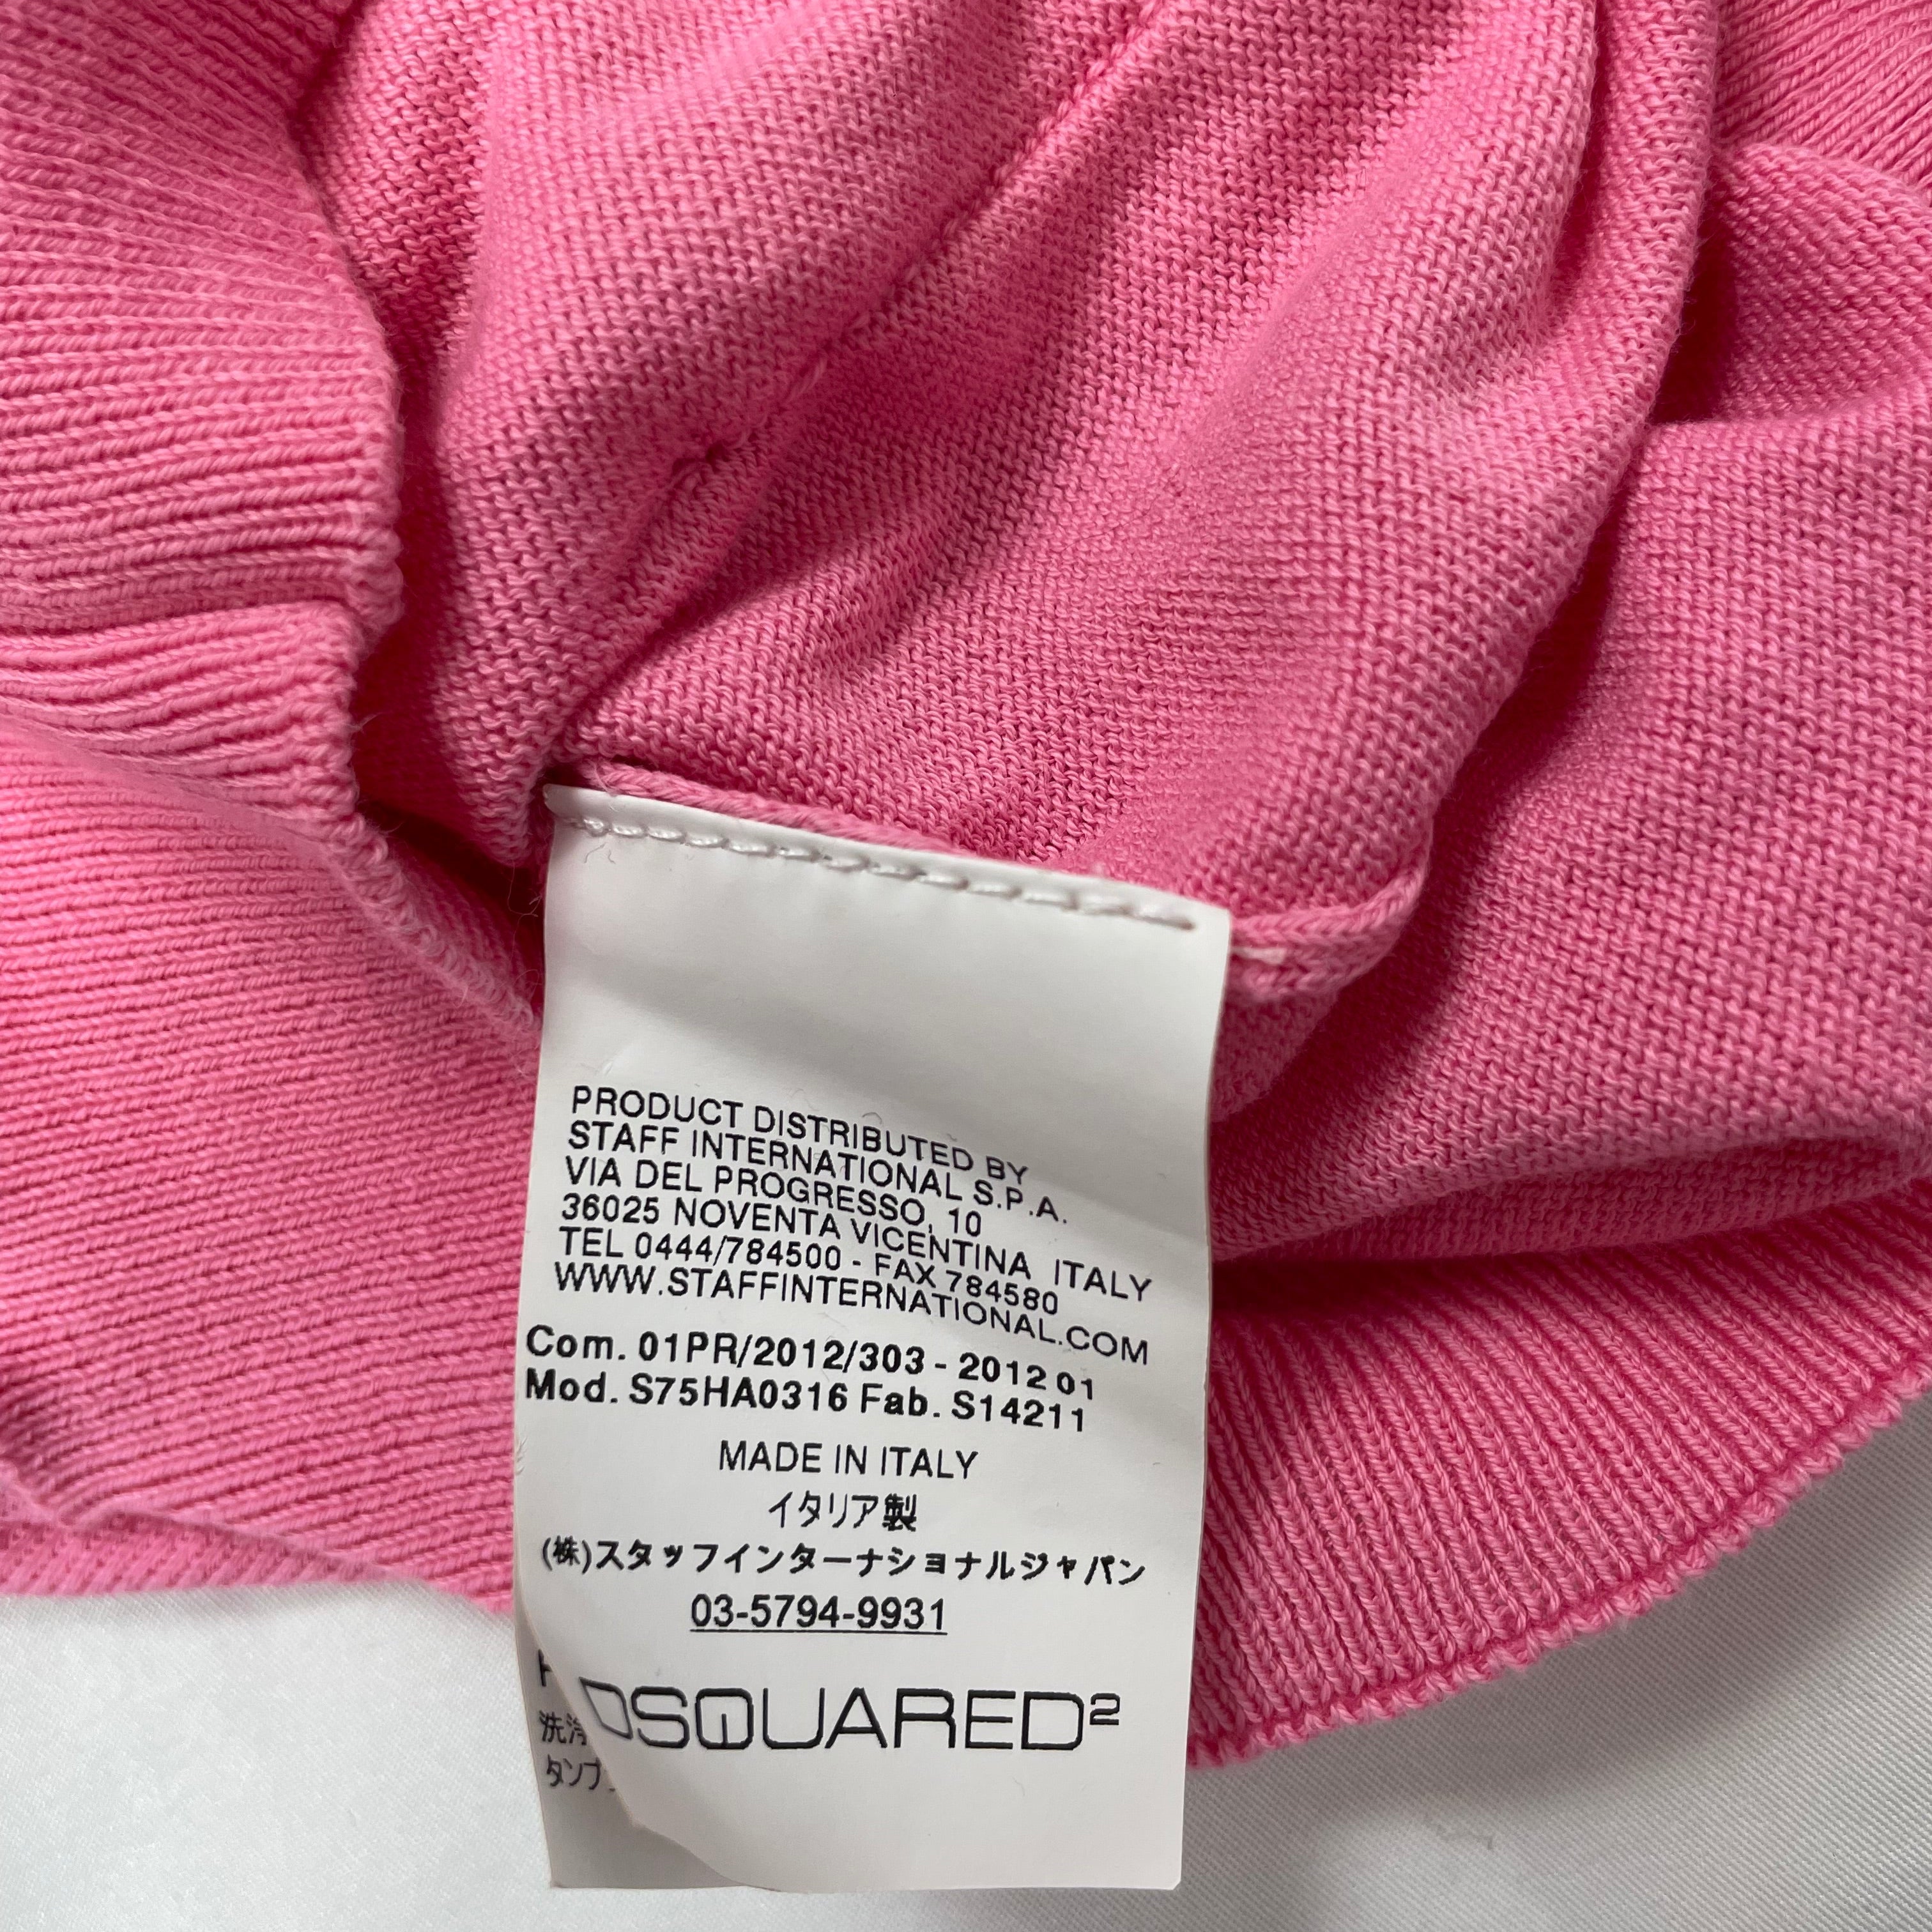 PRODUCT DISTRIBUTED BY
STAFF INTERNATIONAL S.P.A.
VIA DEL PROGRESSO, 10
36025 NOVENTA VICENTINA ITALY
TEL 0444/784500 - FAX 784580
WWW.STAFFINTERNATIONAL.COM
Com. 01PR/2012/303 - 2012 01
Mod. S75HA0316 Fab. S14211
MADE IN ITALY
イタリア製
(株)スタッフインターナショナルジャパン
03-5794-9931
DSQUARED2